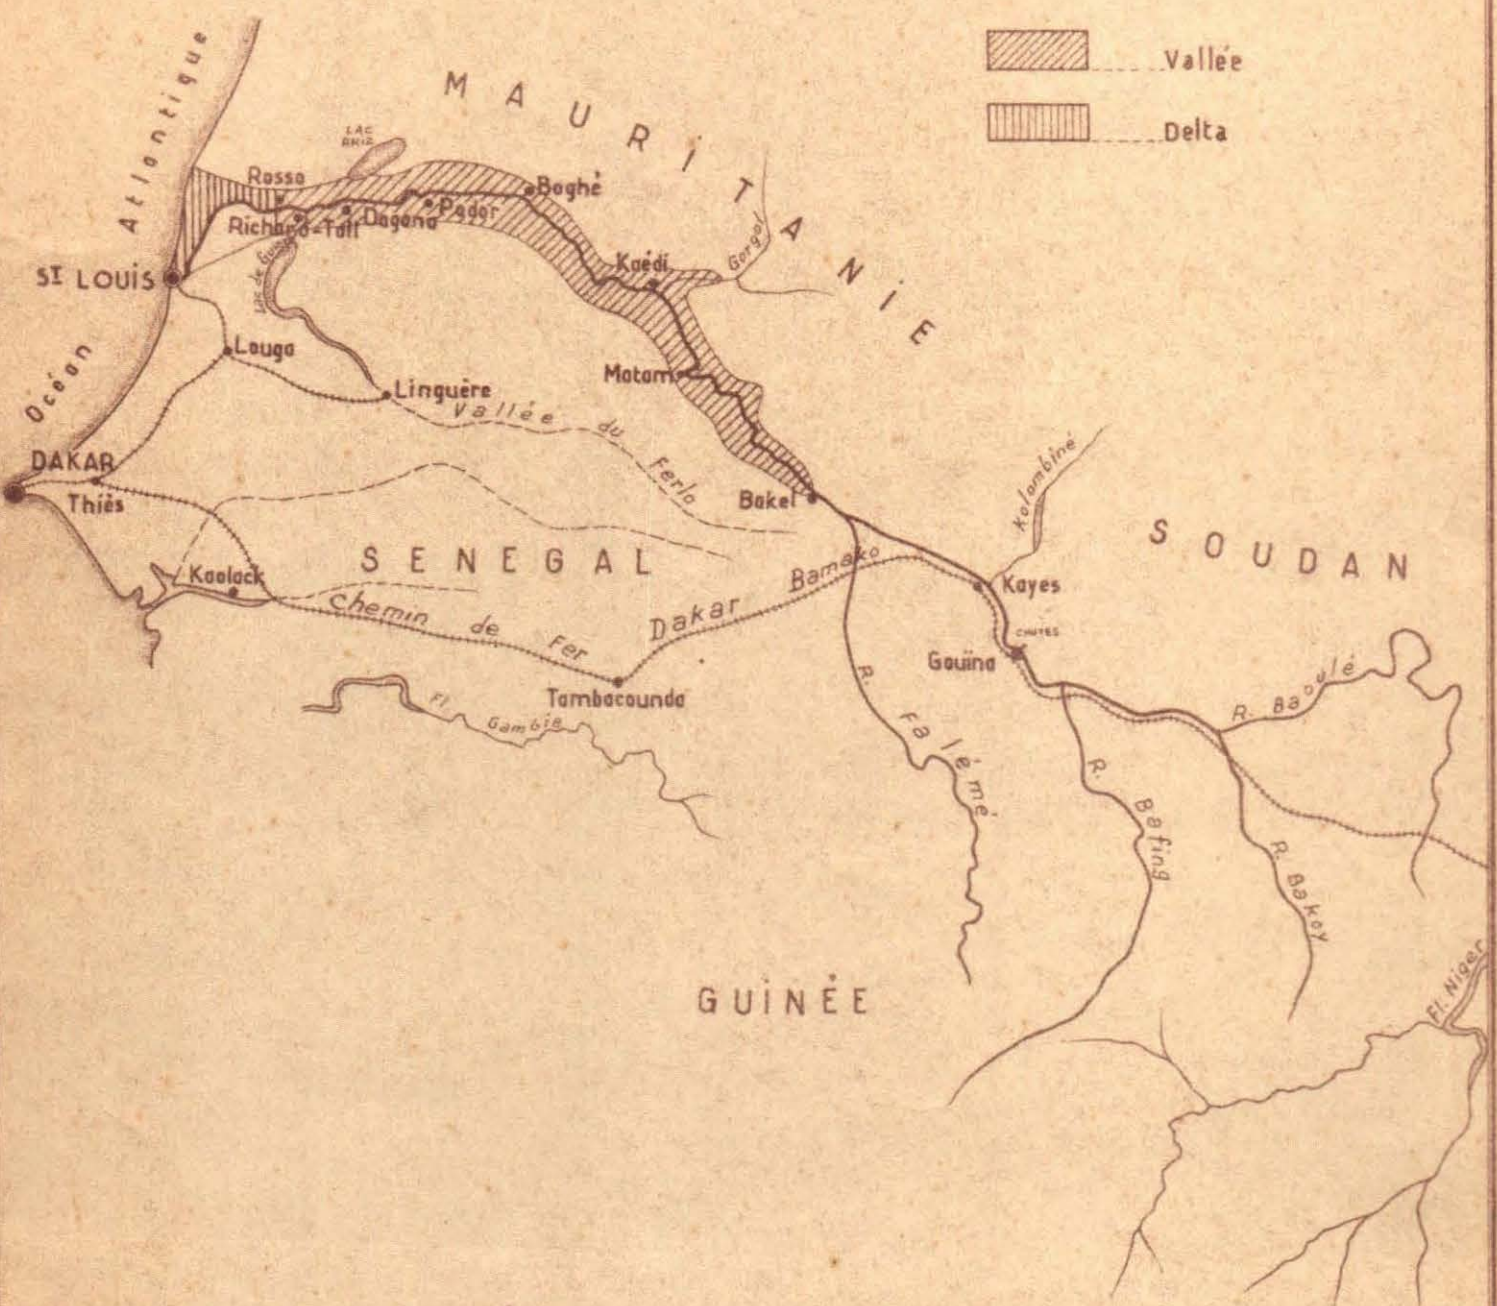 Vallée
Delta
Océan Atlantique
MAURITANIE
LAC
RKIZ
Rosso
Boghé
Richard-Toll
Dagana
Podor
Lac de Guiers
Kaédi
Gorgol
ST LOUIS
Louga
Linguère
Matam
Vallée du Ferlo
DAKAR
Thiès
Bakel
Kolombiné
SOUDAN
SENEGAL
Kaolack
Kayes
Chemin de Fer Dakar Bamako
CHUTES
Gouïna
Tambacounda
Fl. Gambie
R. Falémé
R. Baoulé
R. Bafing
R. Bakoy
GUINÉE
Fl. Niger